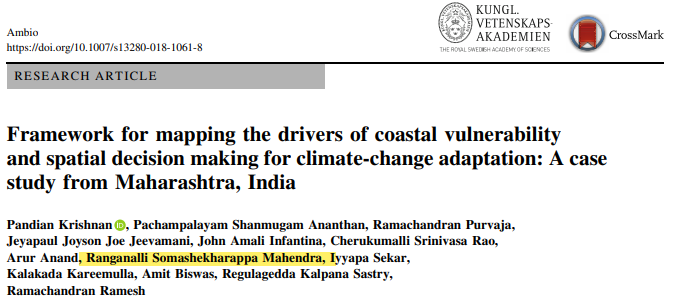 KUNGL.
VETENSKAPS-
AKADEMIEN
THE ROYAL SWEDISH ACADEMY OF SCIENCES
CrossMark
Ambio
https://doi.org/10.1007/s13280-018-1061-8
RESEARCH ARTICLE
Framework for mapping the drivers of coastal vulnerability
and spatial decision making for climate-change adaptation: A case
study from Maharashtra, India
Pandian Krishnan iD, Pachampalayam Shanmugam Ananthan, Ramachandran Purvaja,
Jeyapaul Joyson Joe Jeevamani, John Amali Infantina, Cherukumalli Srinivasa Rao,
Arur Anand, Ranganalli Somashekharappa Mahendra, Iyyapa Sekar,
Kalakada Kareemulla, Amit Biswas, Regulagedda Kalpana Sastry,
Ramachandran Ramesh